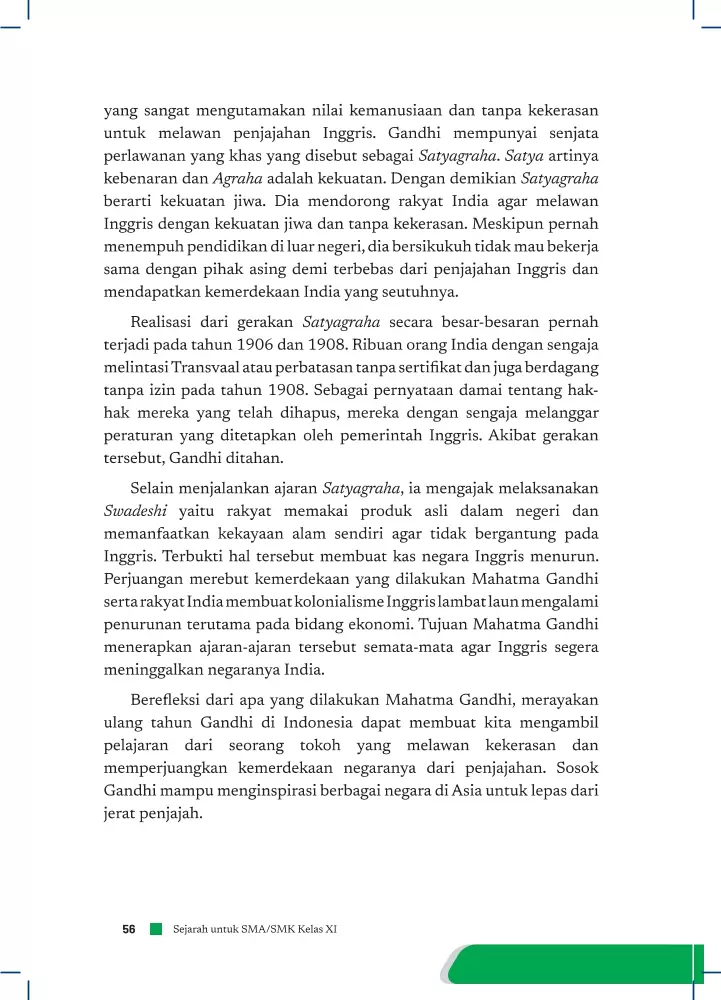 yang sangat mengutamakan nilai kemanusiaan dan tanpa kekerasan
untuk melawan penjajahan Inggris. Gandhi mempunyai senjata
perlawanan yang khas yang disebut sebagai Satyagraha. Satya artinya
kebenaran dan Agraha adalah kekuatan. Dengan demikian Satyagraha
berarti kekuatan jiwa. Dia mendorong rakyat India agar melawan
Inggris dengan kekuatan jiwa dan tanpa kekerasan. Meskipun pernah
menempuh pendidikan di luar negeri, dia bersikukuh tidak mau bekerja
sama dengan pihak asing demi terbebas dari penjajahan Inggris dan
mendapatkan kemerdekaan India yang seutuhnya.
Realisasi dari gerakan Satyagraha secara besar-besaran pernah
terjadi pada tahun 1906 dan 1908. Ribuan orang India dengan sengaja
melintasi Transvaal atau perbatasan tanpa sertifikat dan juga berdagang
tanpa izin pada tahun 1908. Sebagai pernyataan damai tentang hak-
hak mereka yang telah dihapus, mereka dengan sengaja melanggar
peraturan yang ditetapkan oleh pemerintah Inggris. Akibat gerakan
tersebut, Gandhi ditahan.
Selain menjalankan ajaran Satyagraha, ia mengajak melaksanakan
Swadeshi yaitu rakyat memakai produk asli dalam negeri dan
memanfaatkan kekayaan alam sendiri agar tidak bergantung pada
Inggris. Terbukti hal tersebut membuat kas negara Inggris menurun.
Perjuangan merebut kemerdekaan yang dilakukan Mahatma Gandhi
serta rakyat India membuat kolonialisme Inggris lambat laun mengalami
penurunan terutama pada bidang ekonomi. Tujuan Mahatma Gandhi
menerapkan ajaran-ajaran tersebut semata-mata agar Inggris segera
meninggalkan negaranya India.
Berefleksi dari apa yang dilakukan Mahatma Gandhi, merayakan
ulang tahun Gandhi di Indonesia dapat membuat kita mengambil
pelajaran dari seorang tokoh yang melawan kekerasan dan
memperjuangkan kemerdekaan negaranya dari penjajahan. Sosok
Gandhi mampu menginspirasi berbagai negara di Asia untuk lepas dari
jerat penjajah.
56 Sejarah untuk SMA/SMK Kelas XI